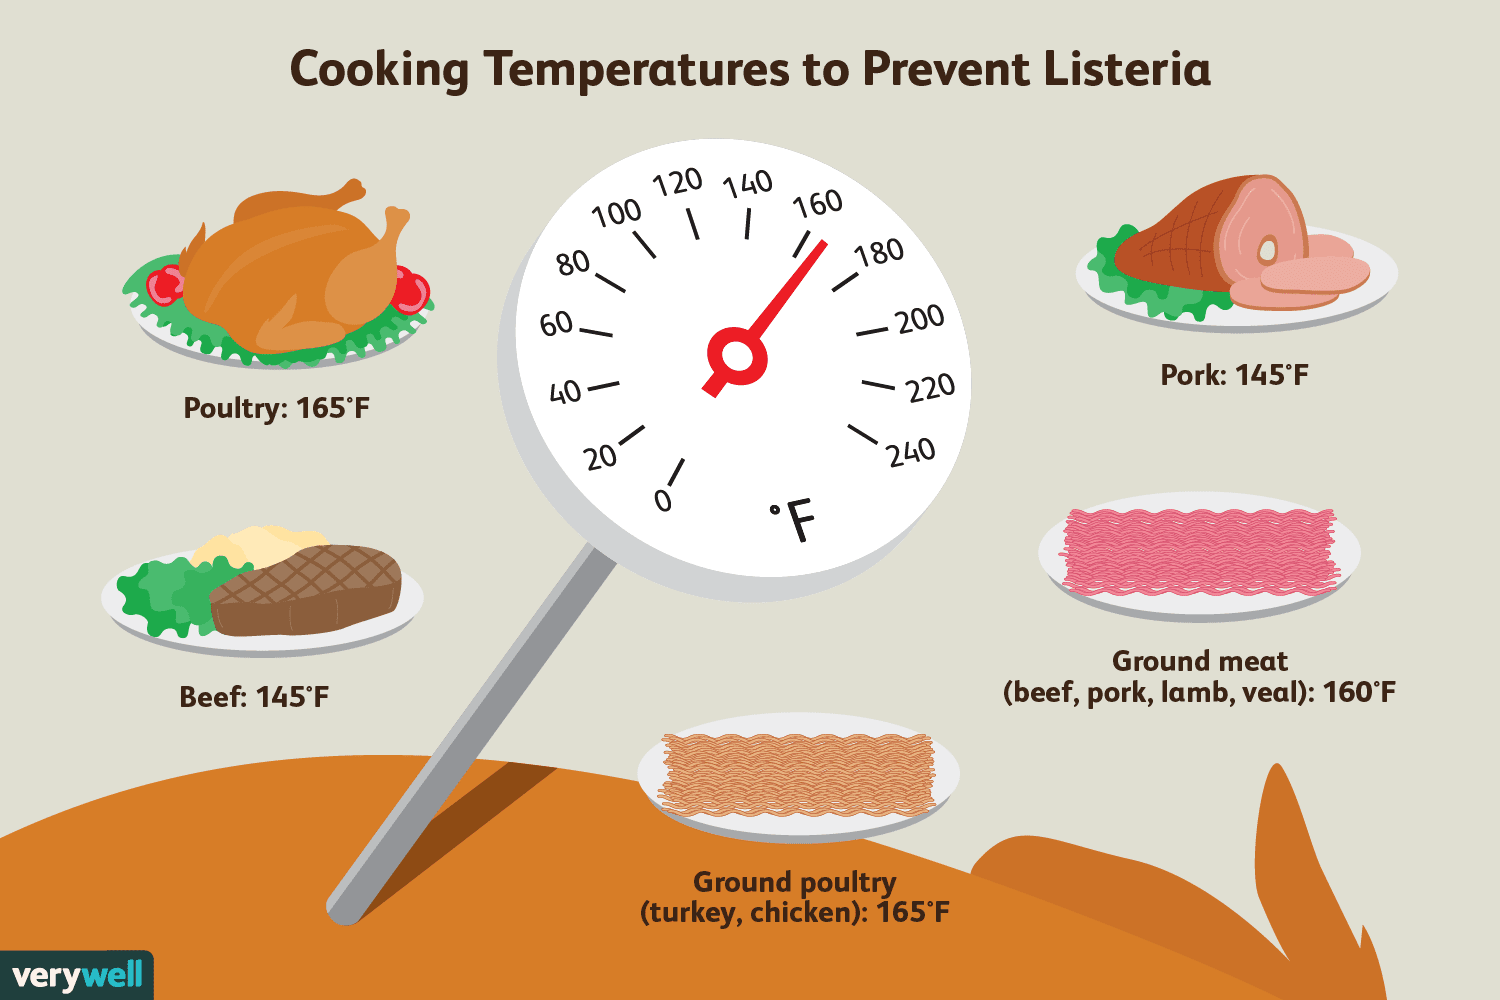 Cooking Temperatures to Prevent Listeria
Poultry: 165°F
Beef: 145°F
0
20
40
60
80
100
120
140
160
180
200
220
240
°F
Pork: 145°F
Ground meat
(beef, pork, lamb, veal): 160°F
Ground poultry
(turkey, chicken): 165°F
verywell